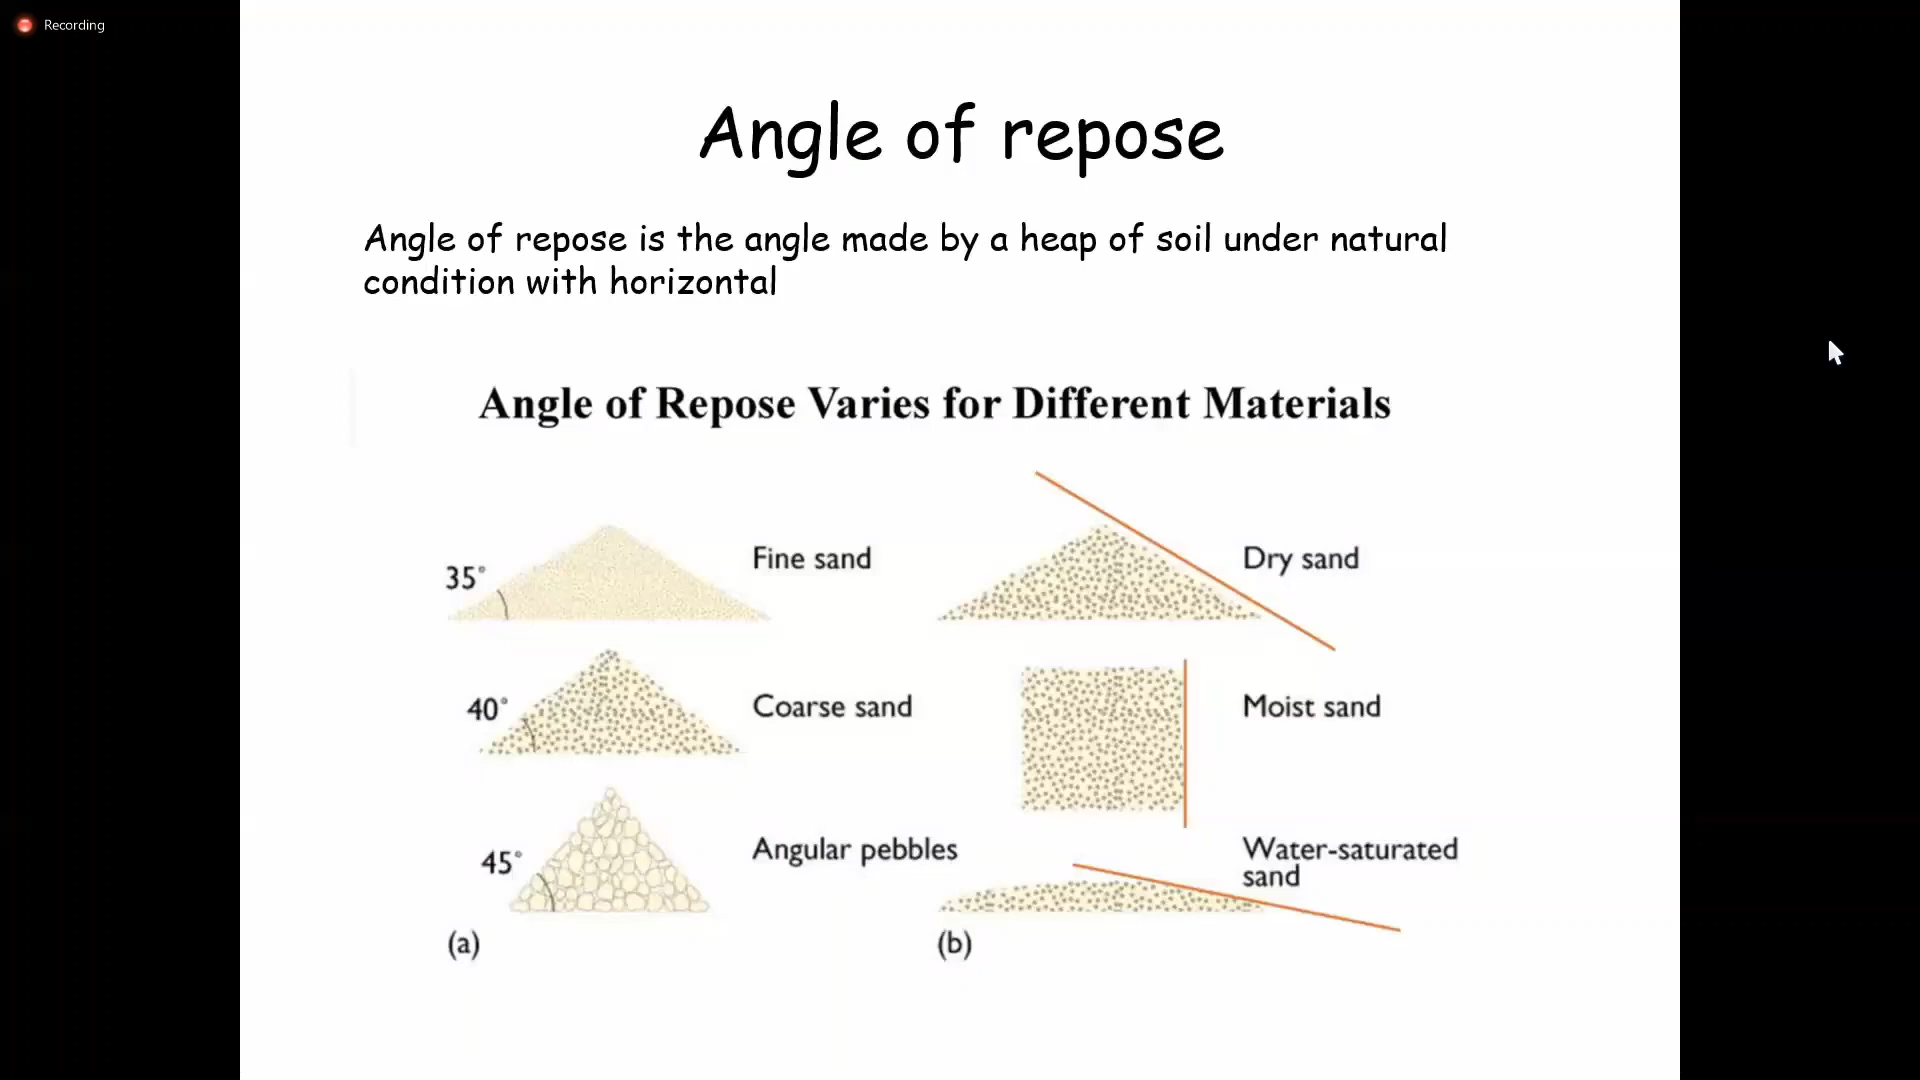 Recording
Angle of repose
Angle of repose is the angle made by a heap of soil under natural
condition with horizontal
Angle of Repose Varies for Different Materials
35°
Fine sand
40°
Coarse sand
45°
Angular pebbles
(a)
Dry sand
Moist sand
Water-saturated
sand
(b)